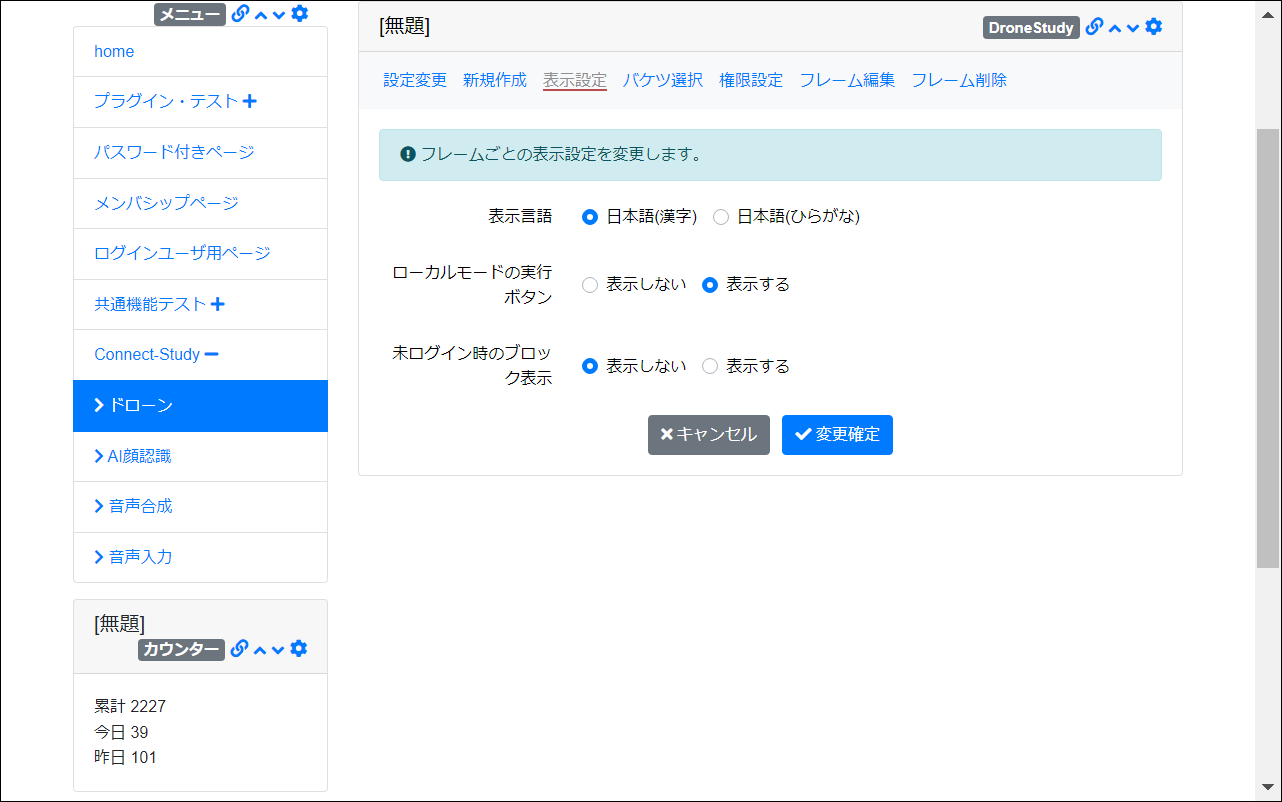 メニュー
home
プラグイン・テスト
パスワード付きページ
メンバシップページ
ログインユーザ用ページ
共通機能テスト
Connect-Study
ドローン
AI顔認識
音声合成
音声入力
[無題]
カウンター
累計 2227
今日 39
昨日 101
[無題]
DroneStudy
設定変更 新規作成 表示設定 バケツ選択 権限設定 フレーム編集 フレーム削除
フレームごとの表示設定を変更します。
表示言語 日本語(漢字) 日本語(ひらがな)
ローカルモードの実行
ボタン
表示しない 表示する
未ログイン時のブロッ
ク表示
表示しない 表示する
キャンセル 変更確定